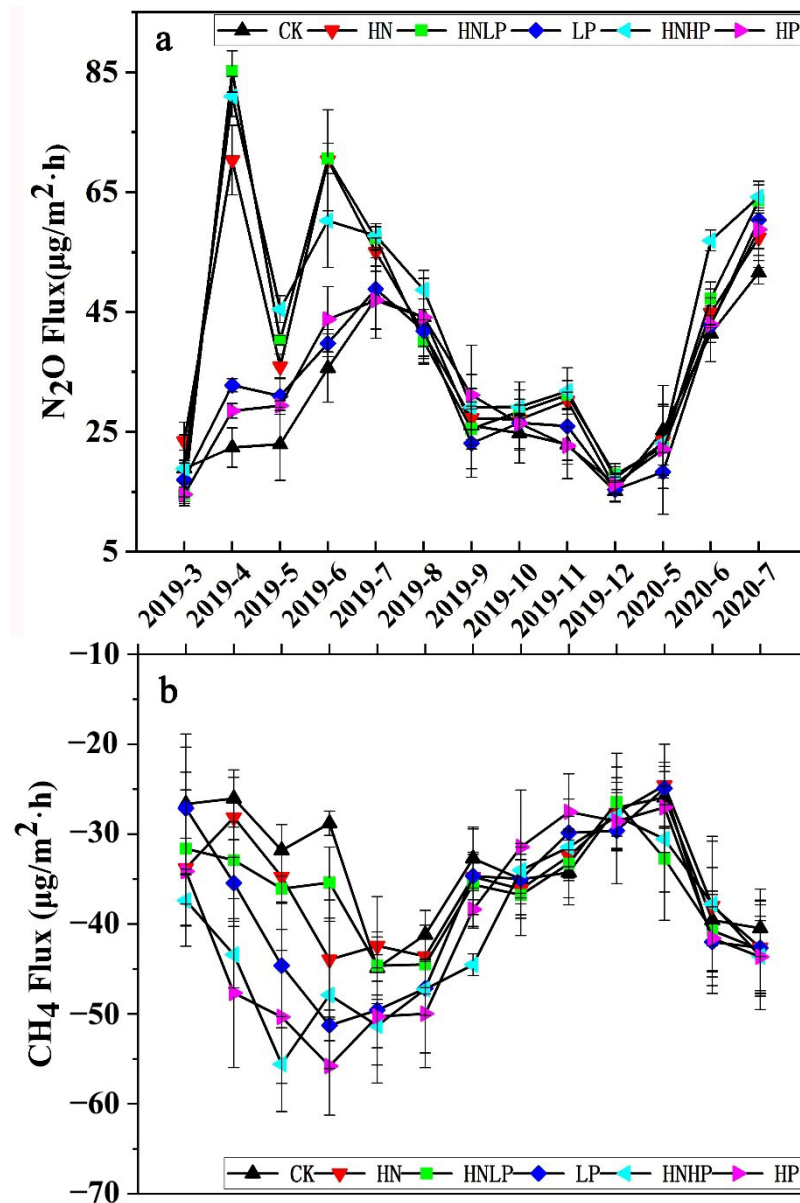 a
CK HN HNLP LP HNHP HP
N₂O Flux(μg/m²·h)
85
65
45
25
5
2019-3 2019-4 2019-5 2019-6 2019-7 2019-8 2019-9 2019-10 2019-11 2019-12 2020-5 2020-6 2020-7
b
CH₄ Flux (μg/m²·h)
−10
−20
−30
−40
−50
−60
−70
CK HN HNLP LP HNHP HP